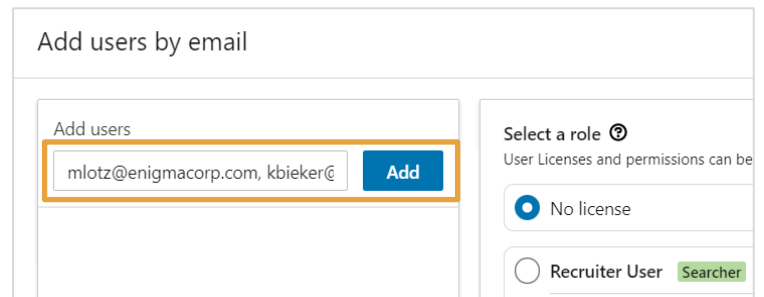 Add users by email
Add users
mlotz@enigmacorp.com, kbieker@
Add
Select a role
User Licenses and permissions can be
No license
Recruiter User Searcher